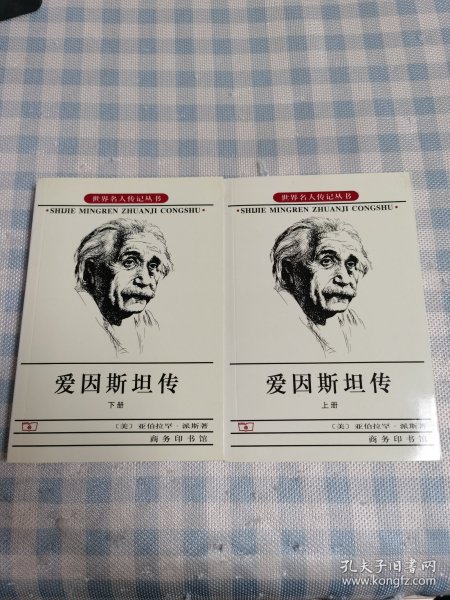 世界名人传记丛书
·SHIJIE MINGREN ZHUANJI CONGSHU·
爱因斯坦传
下册
〔美〕亚伯拉罕·派斯著
商务印书馆
世界名人传记丛书
·SHIJIE MINGREN ZHUANJI CONGSHU·
爱因斯坦传
上册
〔美〕亚伯拉罕·派斯著
商务印书馆
孔夫子旧书网
www.kongfz.com